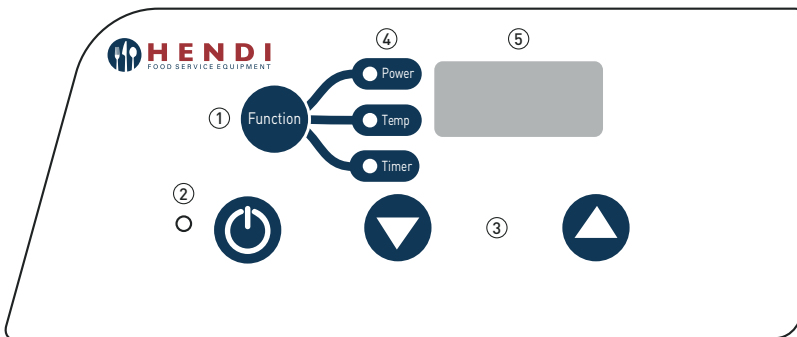 HENDI
FOOD SERVICE EQUIPMENT
4
5
Power
1
Function
Temp
Timer
2
3